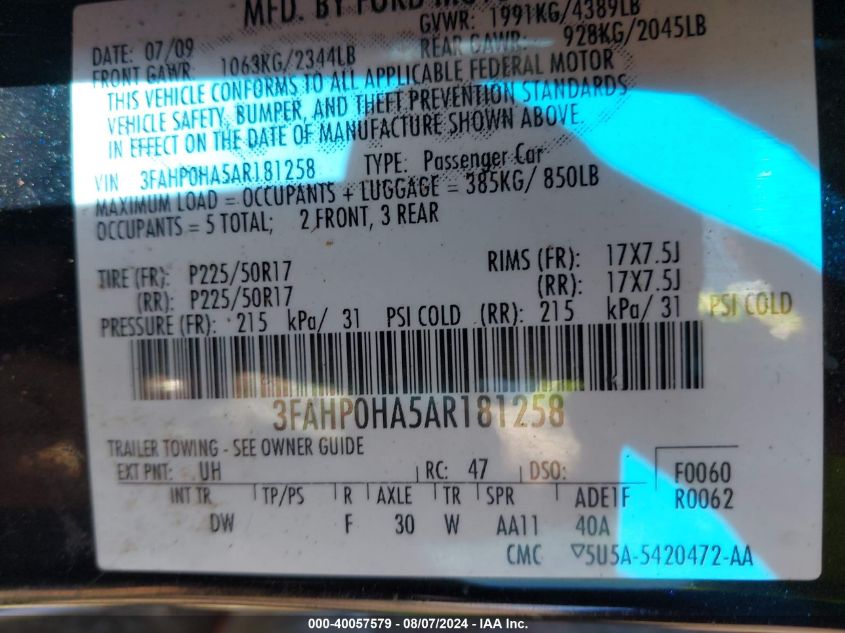 MFD. BY FORD
DATE: 07/09 GVWR: 1991KG/4389LB
FRONT GAWR: 1063KG/2344LB REAR GAWR: 928KG/2045LB
THIS VEHICLE CONFORMS TO ALL APPLICABLE FEDERAL MOTOR
VEHICLE SAFETY, BUMPER, AND THEFT PREVENTION STANDARDS
IN EFFECT ON THE DATE OF MANUFACTURE SHOWN ABOVE.
VIN 3FAHP0HA5AR181258 TYPE: Passenger Car
MAXIMUM LOAD = OCCUPANTS + LUGGAGE = 385KG/ 850LB
OCCUPANTS = 5 TOTAL; 2 FRONT, 3 REAR
TIRE (FR): P225/50R17 RIMS (FR): 17X7.5J
(RR): P225/50R17 (RR): 17X7.5J
PRESSURE (FR): 215 kPa/ 31 PSI COLD (RR): 215 kPa/ 31 PSI COLD
3FAHP0HA5AR181258
TRAILER TOWING - SEE OWNER GUIDE
EXT PNT: UH RC: 47 DSO: F0060
INT TR TP/PS R AXLE TR SPR ADE1F R0062
DW F 30 W AA11 40A
CMC ▽5U5A-5420472-AA
000-40057579 - 08/07/2024 - IAA Inc.